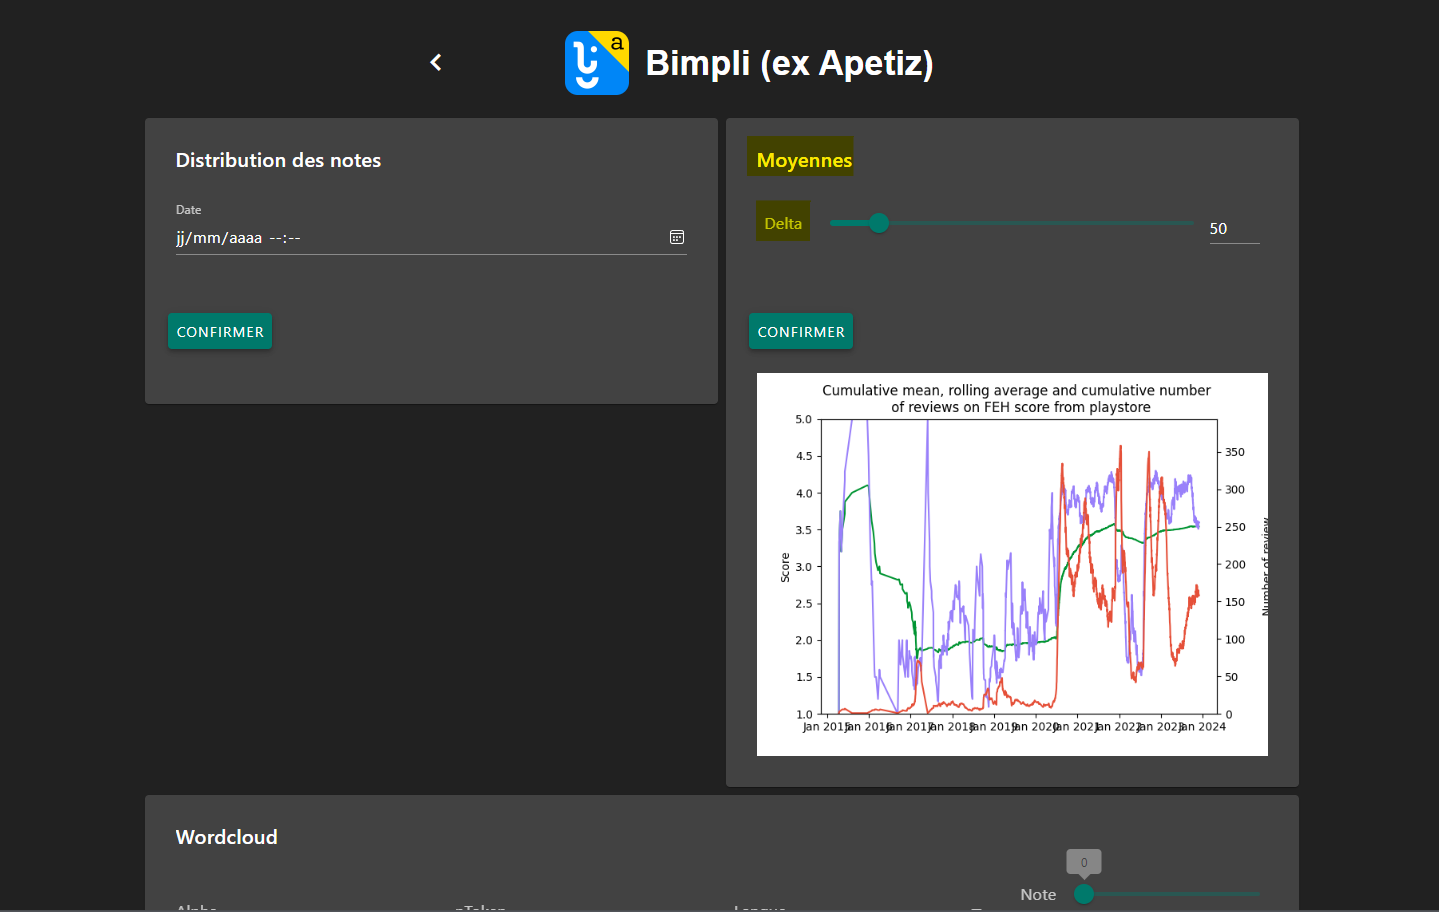 a
Bimpli (ex Apetiz)
Distribution des notes
Date
jj/mm/aaaa --:--
CONFIRMER
Moyennes
Delta
50
CONFIRMER
Cumulative mean, rolling average and cumulative number
of reviews on FEH score from playstore
5.0
4.5
4.0
3.5
3.0
2.5
2.0
1.5
1.0
Score
350
300
250
200
150
100
50
0
Number of review
Jan 2015 Jan 2016 Jan 2017 Jan 2018 Jan 2019 Jan 2020 Jan 2021 Jan 2022 Jan 2023 Jan 2024
Wordcloud
0
Note
Alpha
nToken
Langue